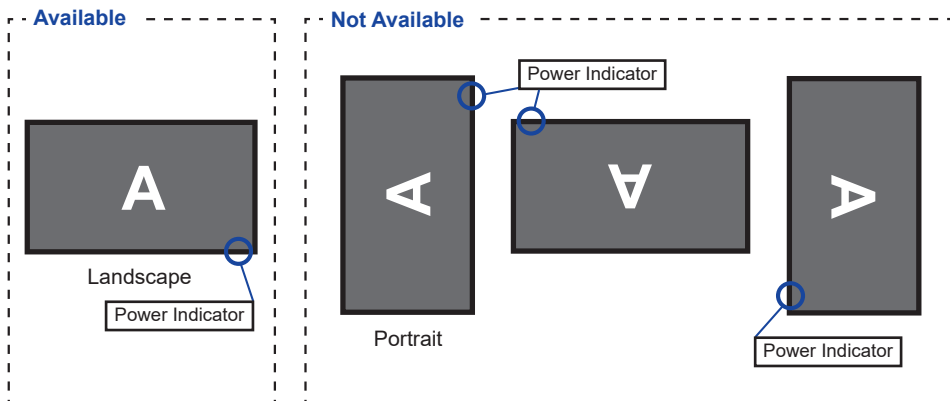 Available
Not Available
Power Indicator
A
A
A
A
Landscape
Power Indicator
Portrait
Power Indicator